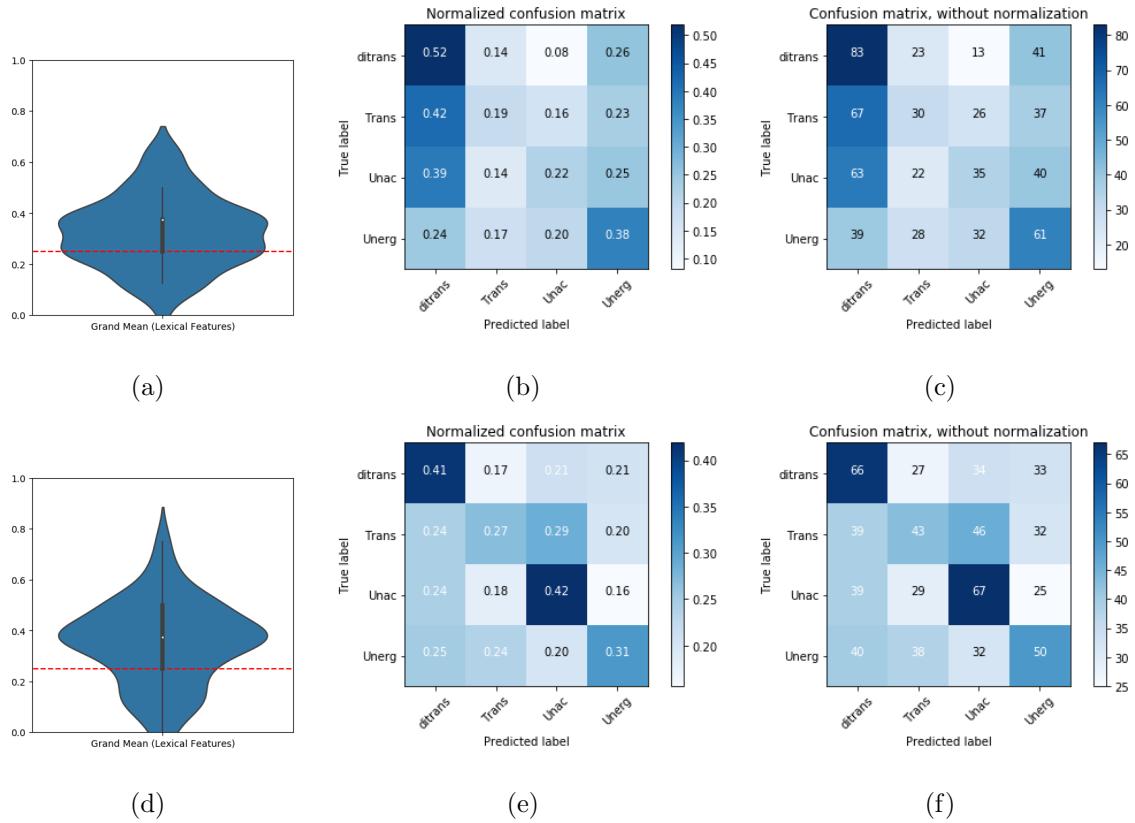 Normalized confusion matrix
Confusion matrix, without normalization
1.0
0.8
0.6
0.4
0.2
0.0
Grand Mean (Lexical Features)
(a)
True label
ditrans 0.52 0.14 0.08 0.26
Trans 0.42 0.19 0.16 0.23
Unac 0.39 0.14 0.22 0.25
Unerg 0.24 0.17 0.20 0.38
ditrans Trans Unac Unerg
Predicted label
0.50
0.45
0.40
0.35
0.30
0.25
0.20
0.15
0.10
(b)
True label
ditrans 83 23 13 41
Trans 67 30 26 37
Unac 63 22 35 40
Unerg 39 28 32 61
ditrans Trans Unac Unerg
Predicted label
80
70
60
50
40
30
20
(c)
Normalized confusion matrix
Confusion matrix, without normalization
1.0
0.8
0.6
0.4
0.2
0.0
Grand Mean (Lexical Features)
(d)
True label
ditrans 0.41 0.17 0.21 0.21
Trans 0.24 0.27 0.29 0.20
Unac 0.24 0.18 0.42 0.16
Unerg 0.25 0.24 0.20 0.31
ditrans Trans Unac Unerg
Predicted label
0.40
0.35
0.30
0.25
0.20
(e)
True label
ditrans 66 27 34 33
Trans 39 43 46 32
Unac 39 29 67 25
Unerg 40 38 32 50
ditrans Trans Unac Unerg
Predicted label
65
60
55
50
45
40
35
30
25
(f)